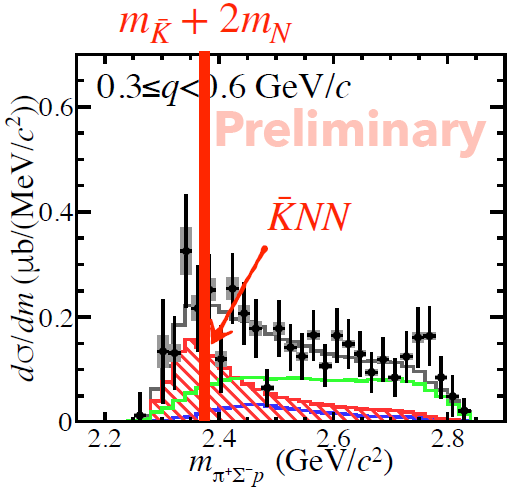 m_K̄ + 2m_N
0.3≤q<0.6 GeV/c
Preliminary
K̄NN
dσ/dm (μb/(MeV/c²))
0.6
0.4
0.2
0
2.2 2.4 2.6 2.8
m_π⁺Σ⁻p (GeV/c²)